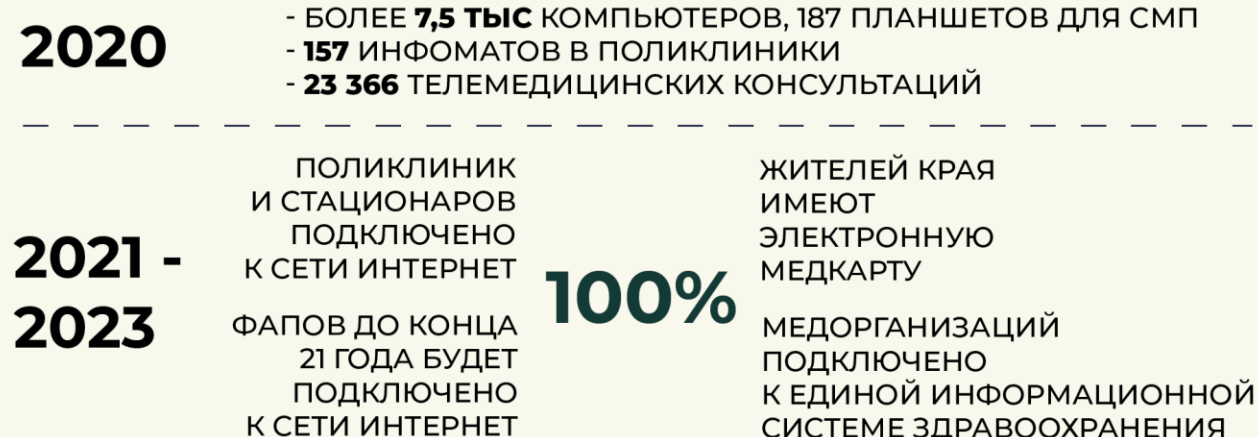 2020
- БОЛЕЕ 7,5 ТЫС КОМПЬЮТЕРОВ, 187 ПЛАНШЕТОВ ДЛЯ СМП
- 157 ИНФОМАТОВ В ПОЛИКЛИНИКИ
- 23 366 ТЕЛЕМЕДИЦИНСКИХ КОНСУЛЬТАЦИЙ
2021 -
2023
ПОЛИКЛИНИК
И СТАЦИОНАРОВ
ПОДКЛЮЧЕНО
К СЕТИ ИНТЕРНЕТ
ФАПОВ ДО КОНЦА
21 ГОДА БУДЕТ
ПОДКЛЮЧЕНО
К СЕТИ ИНТЕРНЕТ
100%
ЖИТЕЛЕЙ КРАЯ
ИМЕЮТ
ЭЛЕКТРОННУЮ
МЕДКАРТУ
МЕДОРГАНИЗАЦИЙ
ПОДКЛЮЧЕНО
К ЕДИНОЙ ИНФОРМАЦИОННОЙ
СИСТЕМЕ ЗДРАВООХРАНЕНИЯ